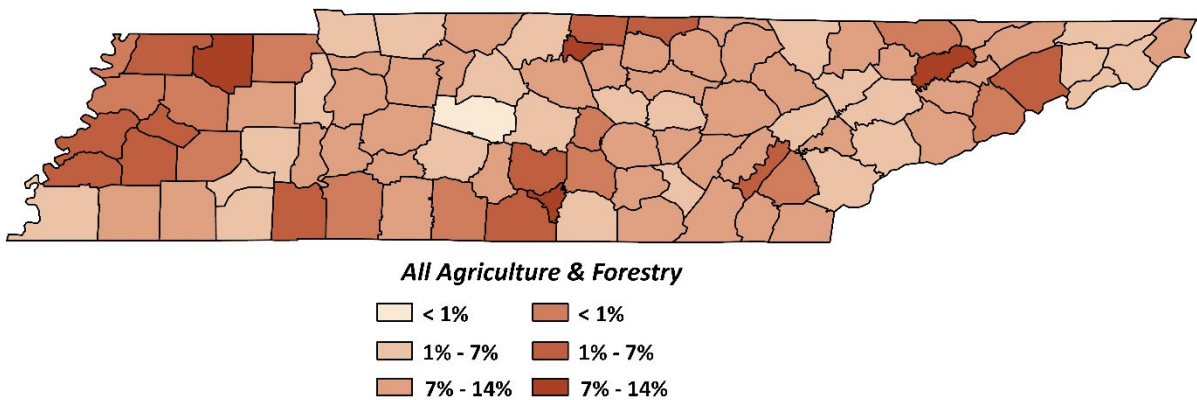 All Agriculture & Forestry
< 1% < 1%
1% - 7% 1% - 7%
7% - 14% 7% - 14%